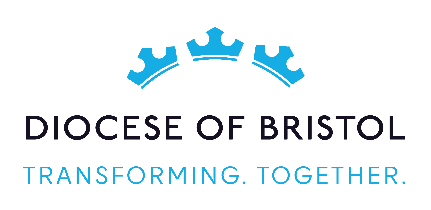 DIOCESE OF BRISTOL
TRANSFORMING. TOGETHER.